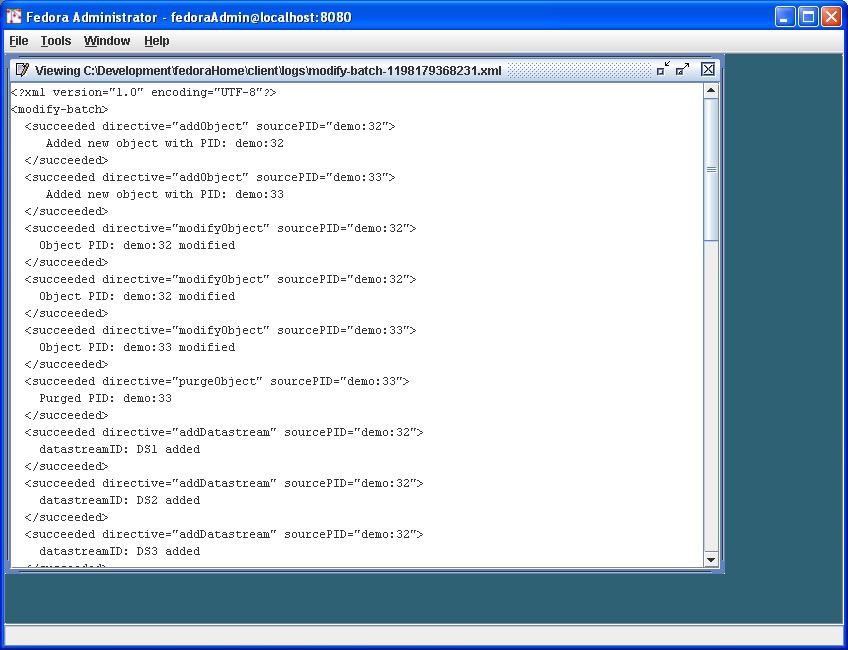 Fedora Administrator - fedoraAdmin@localhost:8080
File Tools Window Help
Viewing C:\Development\fedoraHome\client\logs\modify-batch-1198179368231.xml
<?xml version="1.0" encoding="UTF-8"?>
<modify-batch>
<succeeded directive="addObject" sourcePID="demo:32">
Added new object with PID: demo:32
</succeeded>
<succeeded directive="addObject" sourcePID="demo:33">
Added new object with PID: demo:33
</succeeded>
<succeeded directive="modifyObject" sourcePID="demo:32">
Object PID: demo:32 modified
</succeeded>
<succeeded directive="modifyObject" sourcePID="demo:32">
Object PID: demo:32 modified
</succeeded>
<succeeded directive="modifyObject" sourcePID="demo:33">
Object PID: demo:33 modified
</succeeded>
<succeeded directive="purgeObject" sourcePID="demo:33">
Purged PID: demo:33
</succeeded>
<succeeded directive="addDatastream" sourcePID="demo:32">
datastreamID: DS1 added
</succeeded>
<succeeded directive="addDatastream" sourcePID="demo:32">
datastreamID: DS2 added
</succeeded>
<succeeded directive="addDatastream" sourcePID="demo:32">
datastreamID: DS3 added
</succeeded>